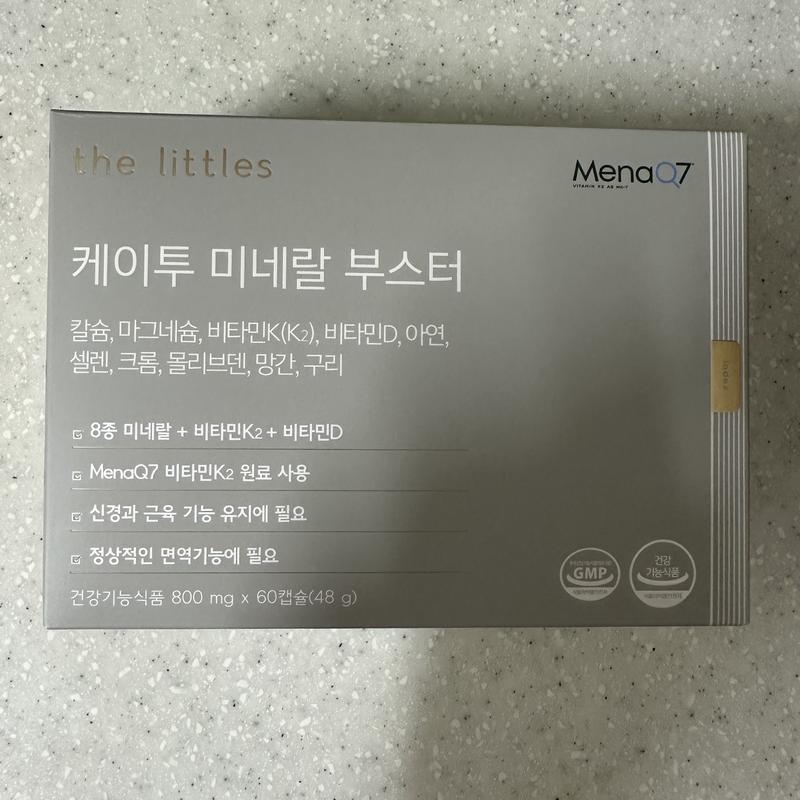 the littles
MenaQ7
VITAMIN K2 AS MK-7
케이투 미네랄 부스터
칼슘, 마그네슘, 비타민K(K2), 비타민D, 아연,
셀렌, 크롬, 몰리브덴, 망간, 구리
index
8종 미네랄 + 비타민K2 + 비타민D
MenaQ7 비타민K2 원료 사용
신경과 근육 기능 유지에 필요
정상적인 면역기능에 필요
GMP
건강
기능식품
건강기능식품 800 mg x 60캡슐(48 g)